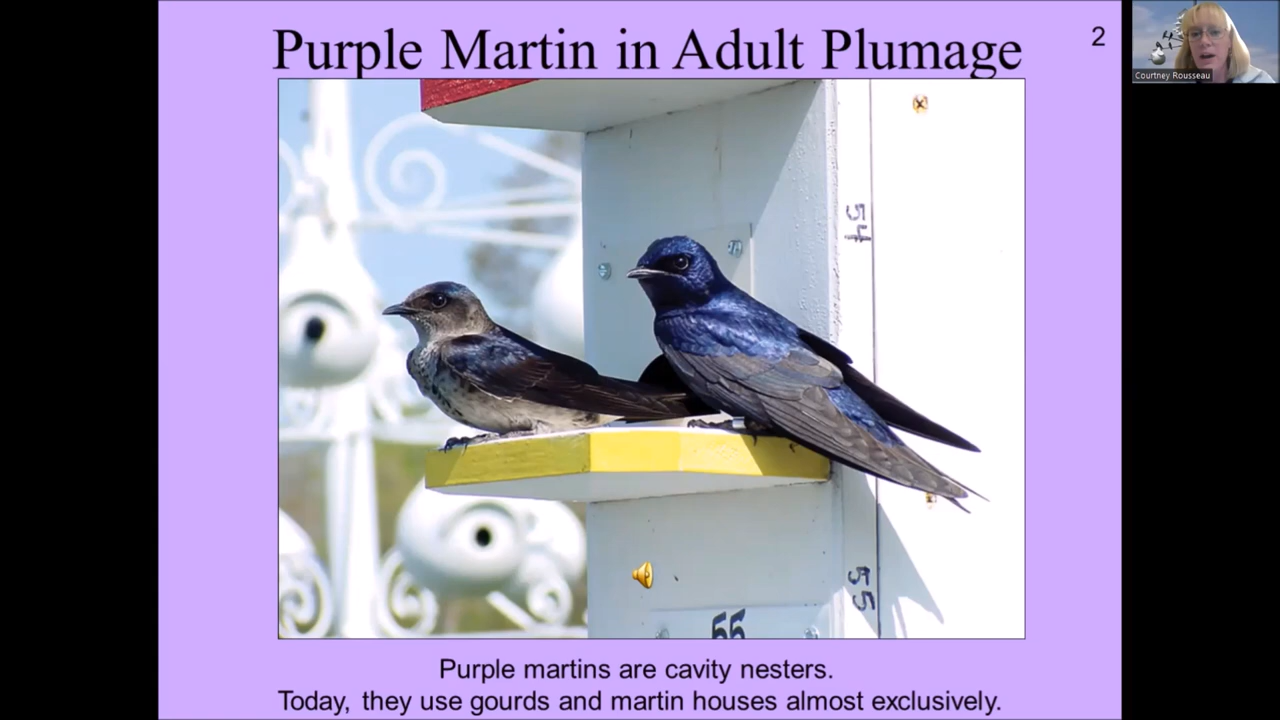 Purple Martin in Adult Plumage
2
Courtney Rousseau
54
55
55
Purple martins are cavity nesters.
Today, they use gourds and martin houses almost exclusively.